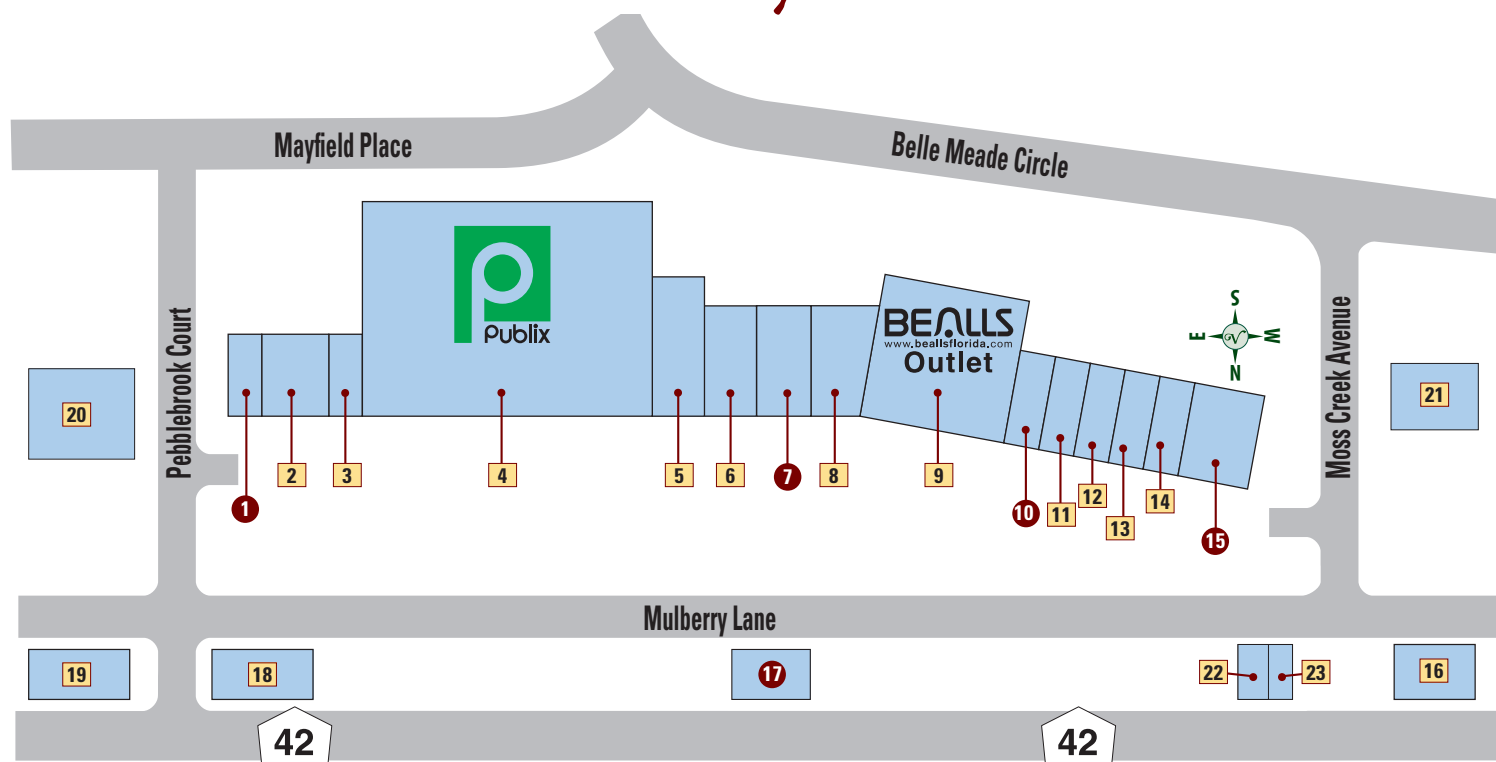 Mayfield Place
Belle Meade Circle
Pebblebrook Court
Publix
BEALLS
www.beallsflorida.com
Outlet
S
E
V
W
N
Moss Creek Avenue
20
21
1
2
3
4
5
6
7
8
9
10
11
12
13
14
15
Mulberry Lane
19
18
17
22
23
16
42
42